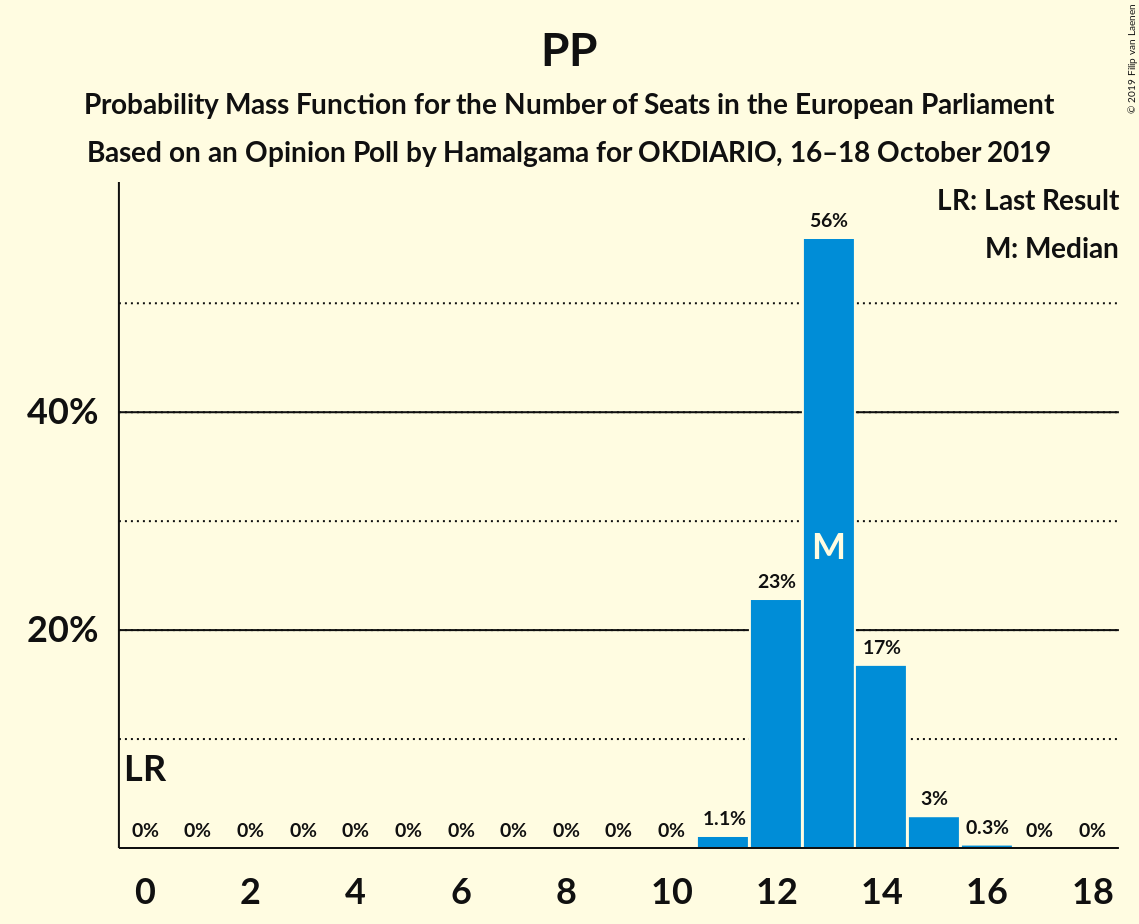 PP
Probability Mass Function for the Number of Seats in the European Parliament
Based on an Opinion Poll by Hamalgama for OKDIARIO, 16–18 October 2019
© 2019 Filip van Laenen
LR: Last Result
M: Median
56%
40%
M
23%
20%
17%
LR
0% 0% 0% 0% 0% 0% 0% 0% 0% 0% 0% 1.1% 3% 0.3% 0% 0%
0 2 4 6 8 10 12 14 16 18